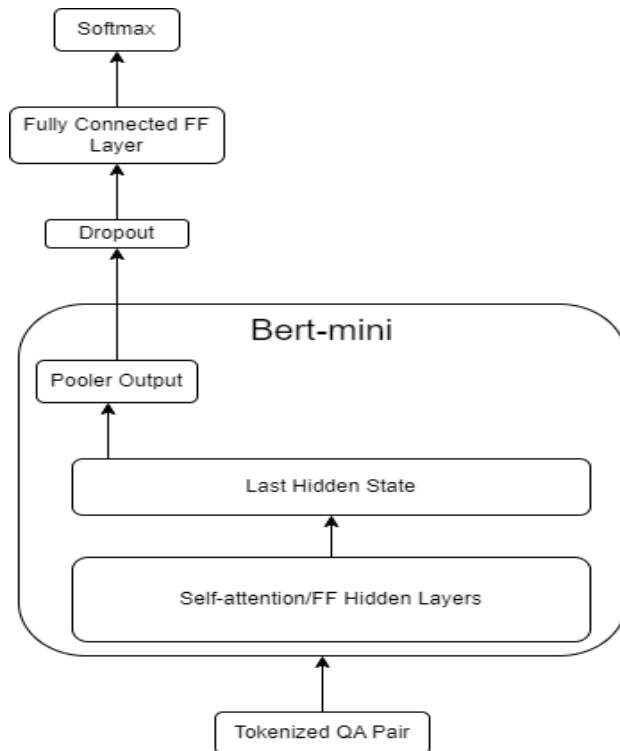 Softmax
Fully Connected FF
Layer
Dropout
Bert-mini
Pooler Output
Last Hidden State
Self-attention/FF Hidden Layers
Tokenized QA Pair